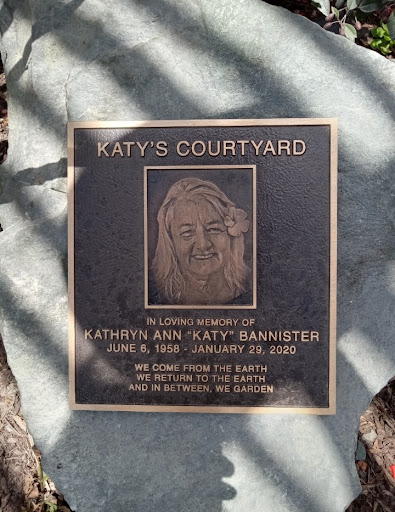 KATY'S COURTYARD
IN LOVING MEMORY OF
KATHRYN ANN "KATY" BANNISTER
JUNE 6, 1958 - JANUARY 29, 2020
WE COME FROM THE EARTH
WE RETURN TO THE EARTH
AND IN BETWEEN, WE GARDEN